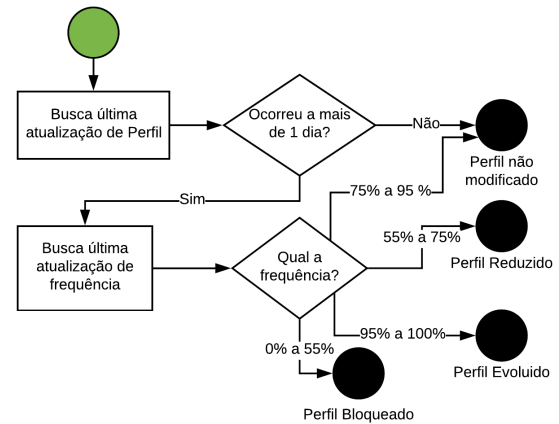 Busca última
atualização de Perfil
Ocorreu a mais
de 1 dia?
Não
Perfil não
modificado
Sim
75% a 95 %
Busca última
atualização de
frequência
Qual a
frequência?
55% a 75%
Perfil Reduzido
95% a 100%
Perfil Evoluido
0% a 55%
Perfil Bloqueado